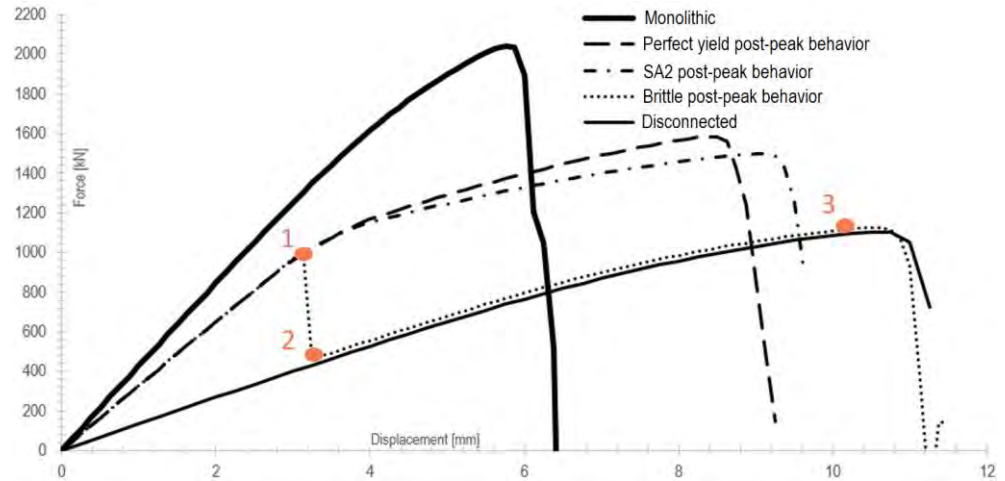 2200
2000
1800
1600
1400
1200
1000
800
600
400
200
0
Force [kN]
Monolithic
Perfect yield post-peak behavior
SA2 post-peak behavior
Brittle post-peak behavior
Disconnected
1
2
3
Displacement [mm]
0 2 4 6 8 10 12